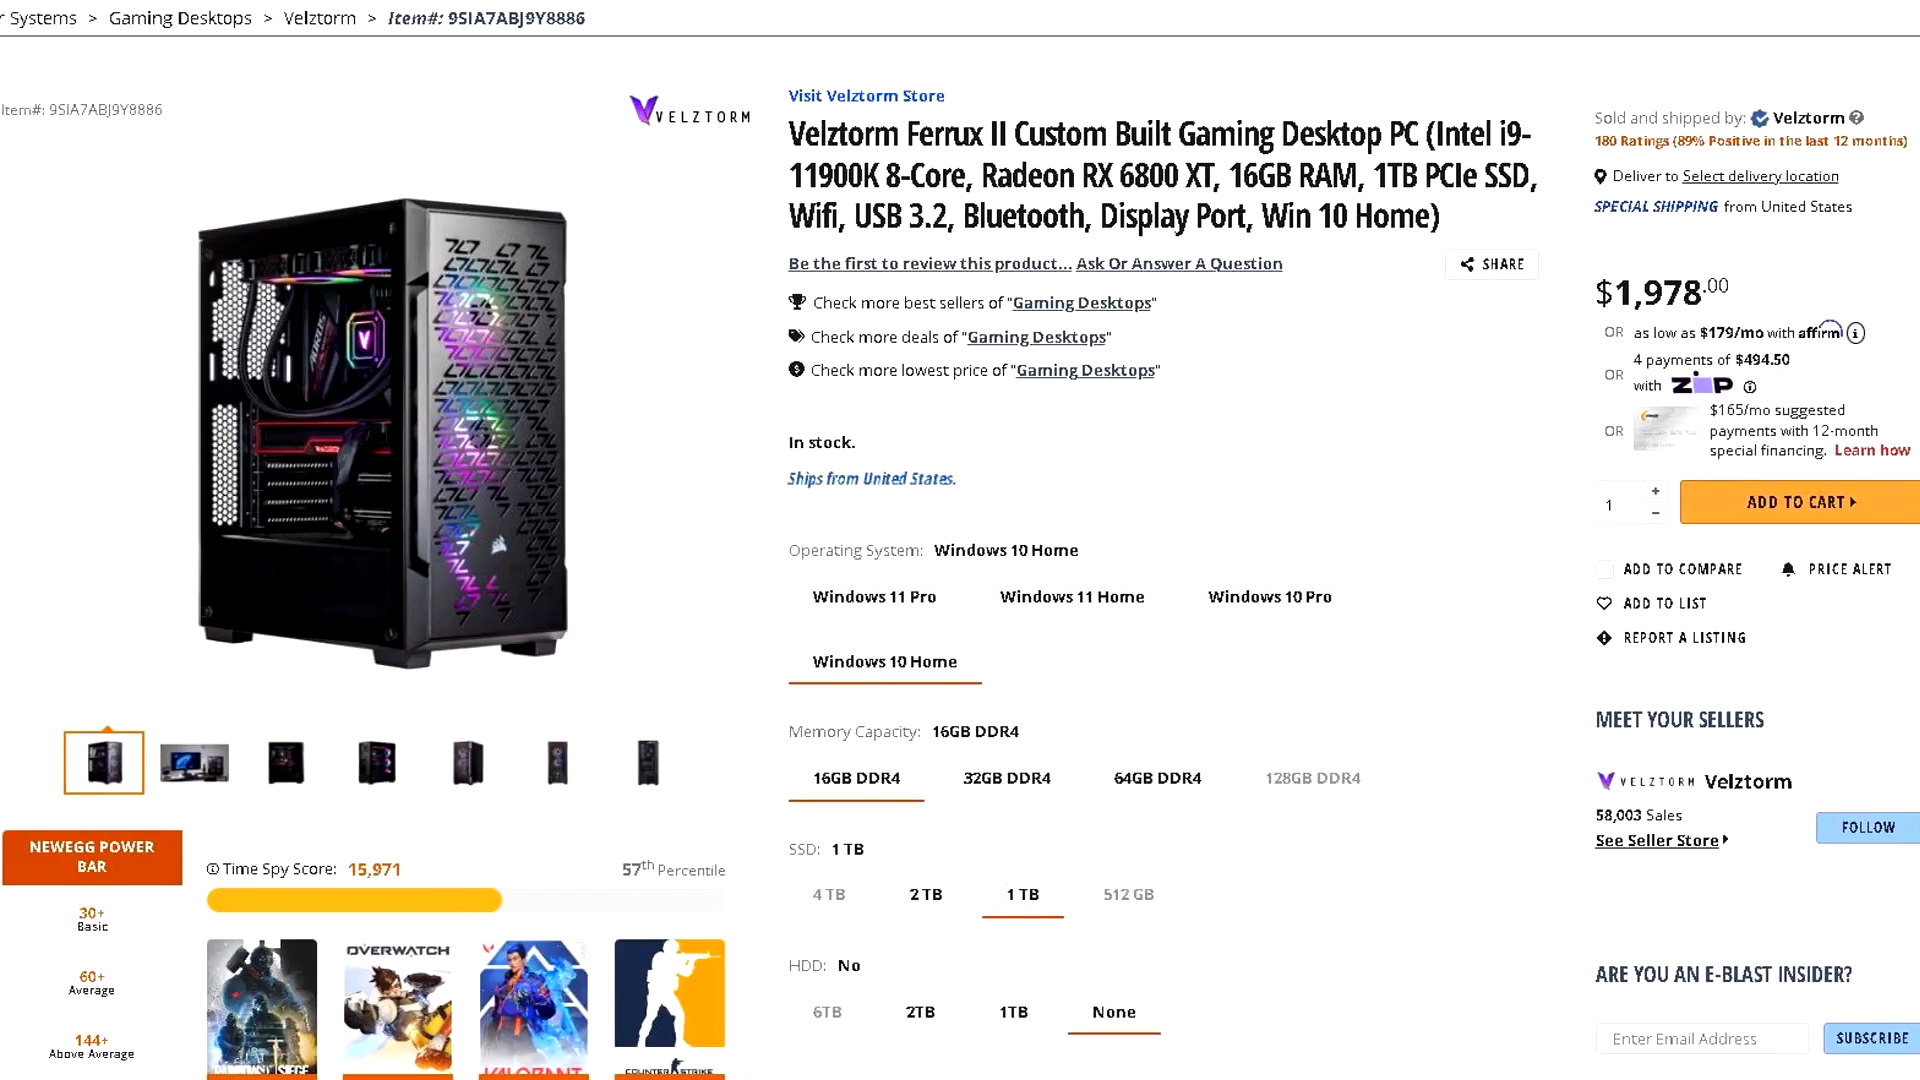 r Systems > Gaming Desktops > Velztorm > Item#: 9SIA7ABJ9Y8886
Item#: 9SIA7ABJ9Y8886
VELZTORM
Visit Velztorm Store
Velztorm Ferrux II Custom Built Gaming Desktop PC (Intel i9-
11900K 8-Core, Radeon RX 6800 XT, 16GB RAM, 1TB PCIe SSD,
Wifi, USB 3.2, Bluetooth, Display Port, Win 10 Home)
Be the first to review this product... Ask Or Answer A Question
SHARE
Check more best sellers of "Gaming Desktops"
Check more deals of "Gaming Desktops"
Check more lowest price of "Gaming Desktops"
In stock.
Ships from United States.
Operating System: Windows 10 Home
Windows 11 Pro Windows 11 Home Windows 10 Pro
Windows 10 Home
Memory Capacity: 16GB DDR4
16GB DDR4 32GB DDR4 64GB DDR4 128GB DDR4
SSD: 1 TB
4 TB 2 TB 1 TB 512 GB
HDD: No
6TB 2TB 1TB None
Sold and shipped by: Velztorm
180 Ratings (89% Positive in the last 12 months)
Deliver to Select delivery location
SPECIAL SHIPPING from United States
$1,978.00
OR as low as $179/mo with affirm
OR 4 payments of $494.50
with ZIP
OR $165/mo suggested
payments with 12-month
special financing. Learn how
1 + -
ADD TO CART
ADD TO COMPARE PRICE ALERT
ADD TO LIST
REPORT A LISTING
MEET YOUR SELLERS
VELZTORM Velztorm
58,003 Sales
See Seller Store
FOLLOW
ARE YOU AN E-BLAST INSIDER?
Enter Email Address SUBSCRIBE
NEWEGG POWER
BAR
30+
Basic
60+
Average
144+
Above Average
Time Spy Score: 15,971 57th Percentile
OVERWATCH
SIEGE
VALORANT
COUNTER STRIKE
AORUS
RADEON